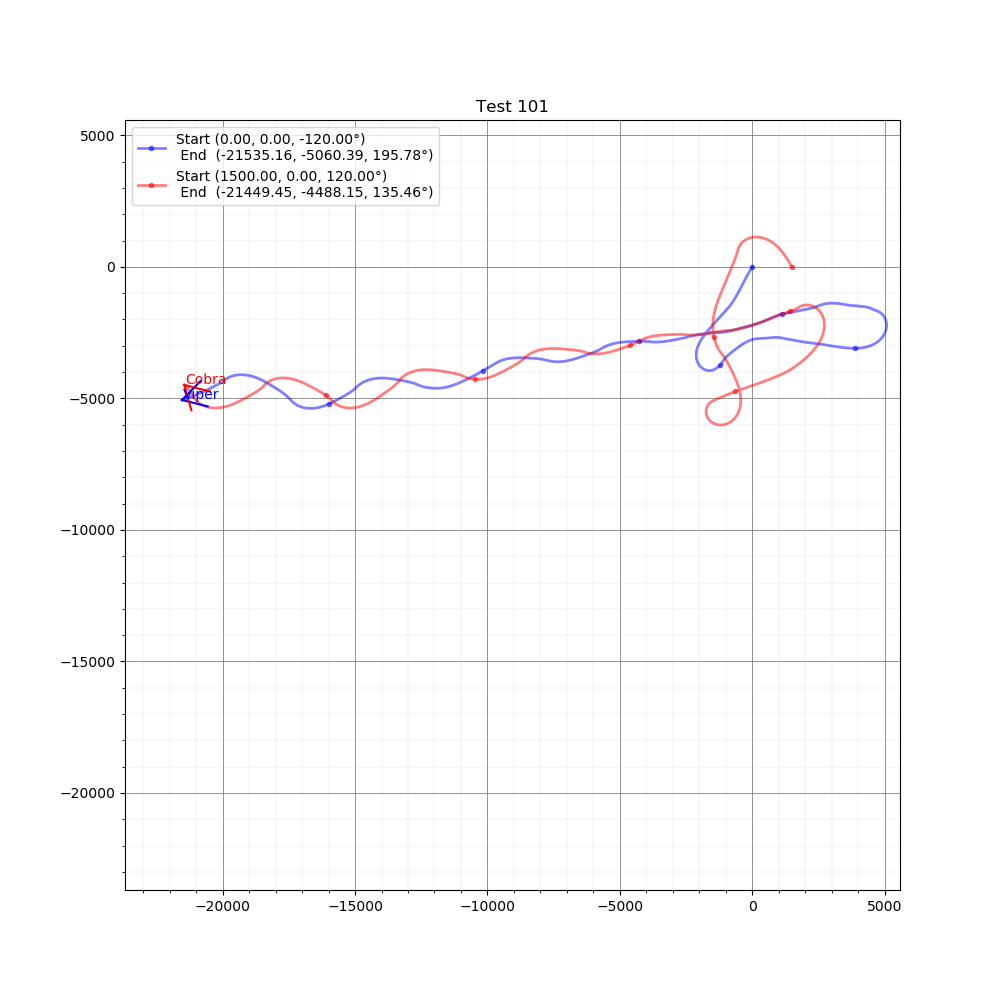 Test 101
Start (0.00, 0.00, -120.00°)
End (-21535.16, -5060.39, 195.78°)
Start (1500.00, 0.00, 120.00°)
End (-21449.45, -4488.15, 135.46°)
5000
0
−5000
−10000
−15000
−20000
Cobra
Viper
−20000 −15000 −10000 −5000 0 5000